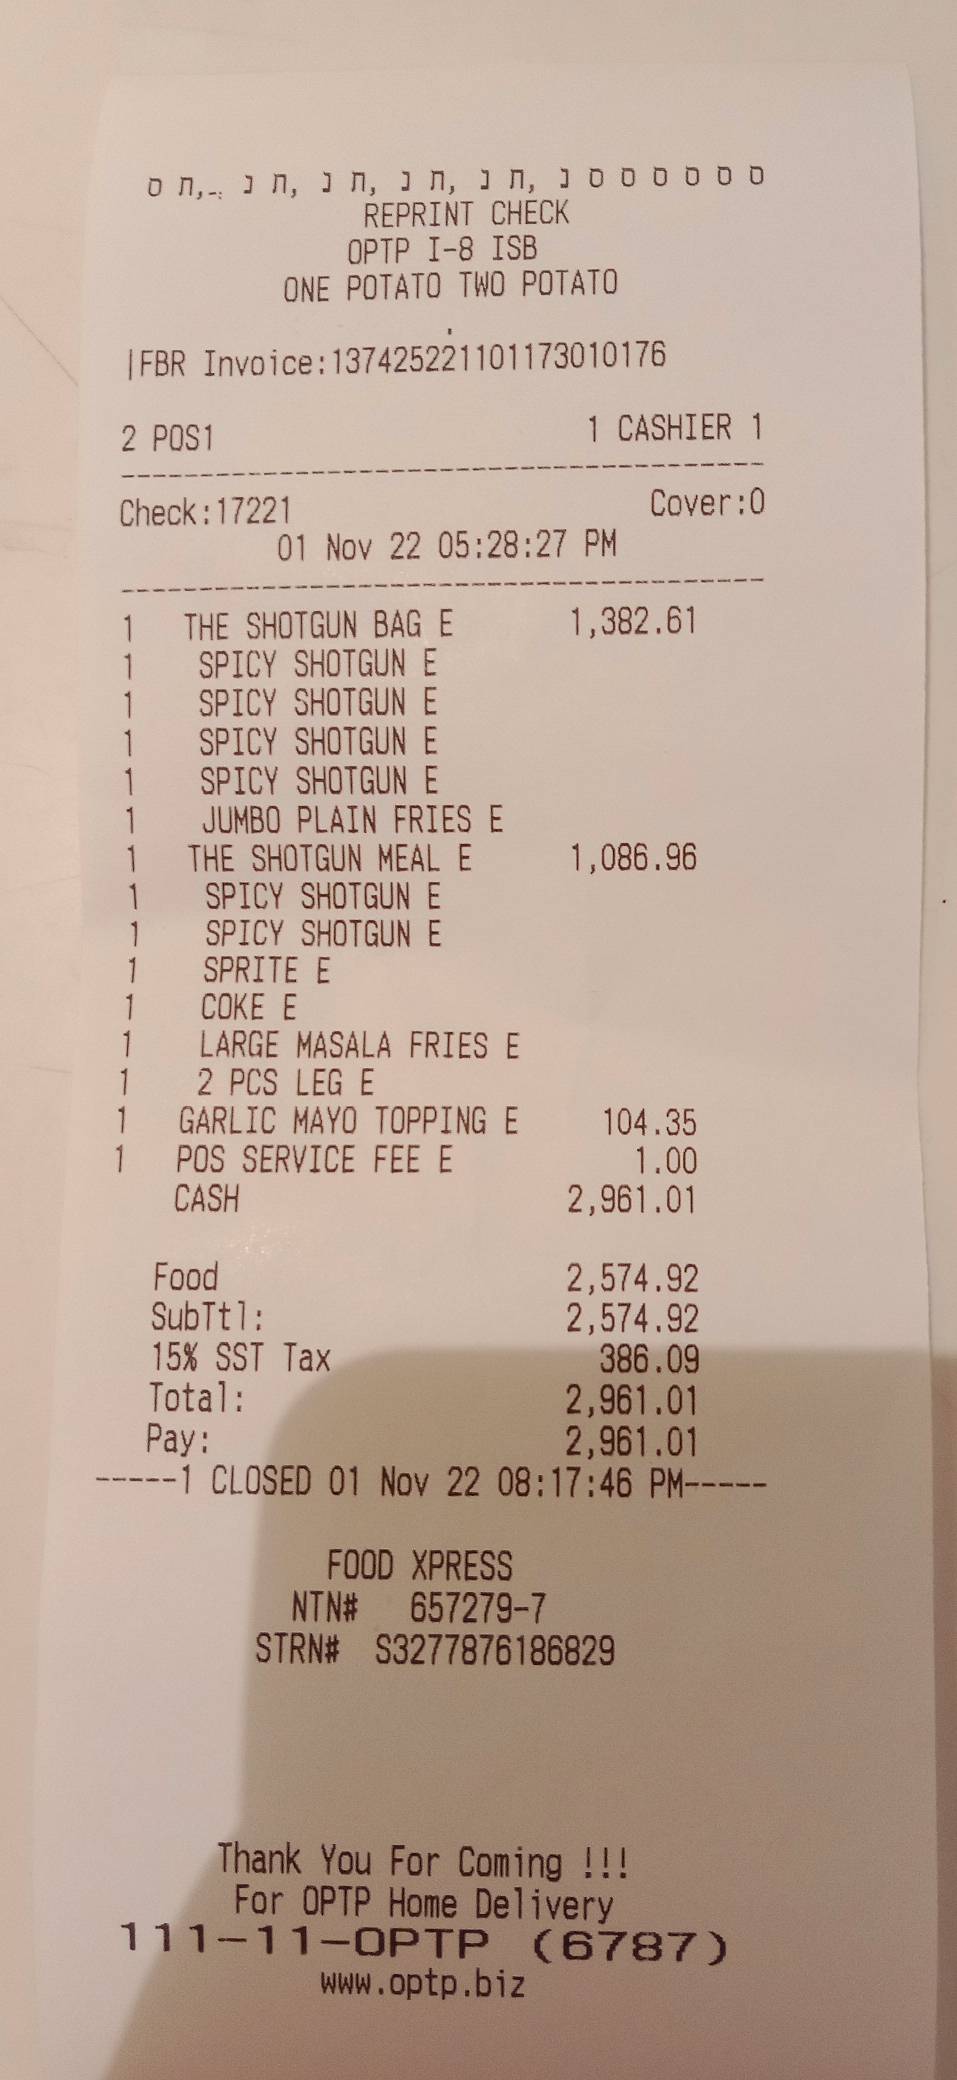 REPRINT CHECK
OPTP I-8 ISB
ONE POTATO TWO POTATO
|FBR Invoice:137425221101173010176
2 POS1 1 CASHIER 1
----------------------------------------
Check:17221 Cover:0
01 Nov 22 05:28:27 PM
----------------------------------------
1 THE SHOTGUN BAG E 1,382.61
1 SPICY SHOTGUN E
1 SPICY SHOTGUN E
1 SPICY SHOTGUN E
1 SPICY SHOTGUN E
1 JUMBO PLAIN FRIES E
1 THE SHOTGUN MEAL E 1,086.96
1 SPICY SHOTGUN E
1 SPICY SHOTGUN E
1 SPRITE E
1 COKE E
1 LARGE MASALA FRIES E
1 2 PCS LEG E
1 GARLIC MAYO TOPPING E 104.35
1 POS SERVICE FEE E 1.00
CASH 2,961.01
Food 2,574.92
SubTtl: 2,574.92
15% SST Tax 386.09
Total: 2,961.01
Pay: 2,961.01
-----1 CLOSED 01 Nov 22 08:17:46 PM-----
FOOD XPRESS
NTN# 657279-7
STRN# S3277876186829
Thank You For Coming !!!
For OPTP Home Delivery
111-11-OPTP (6787)
www.optp.biz